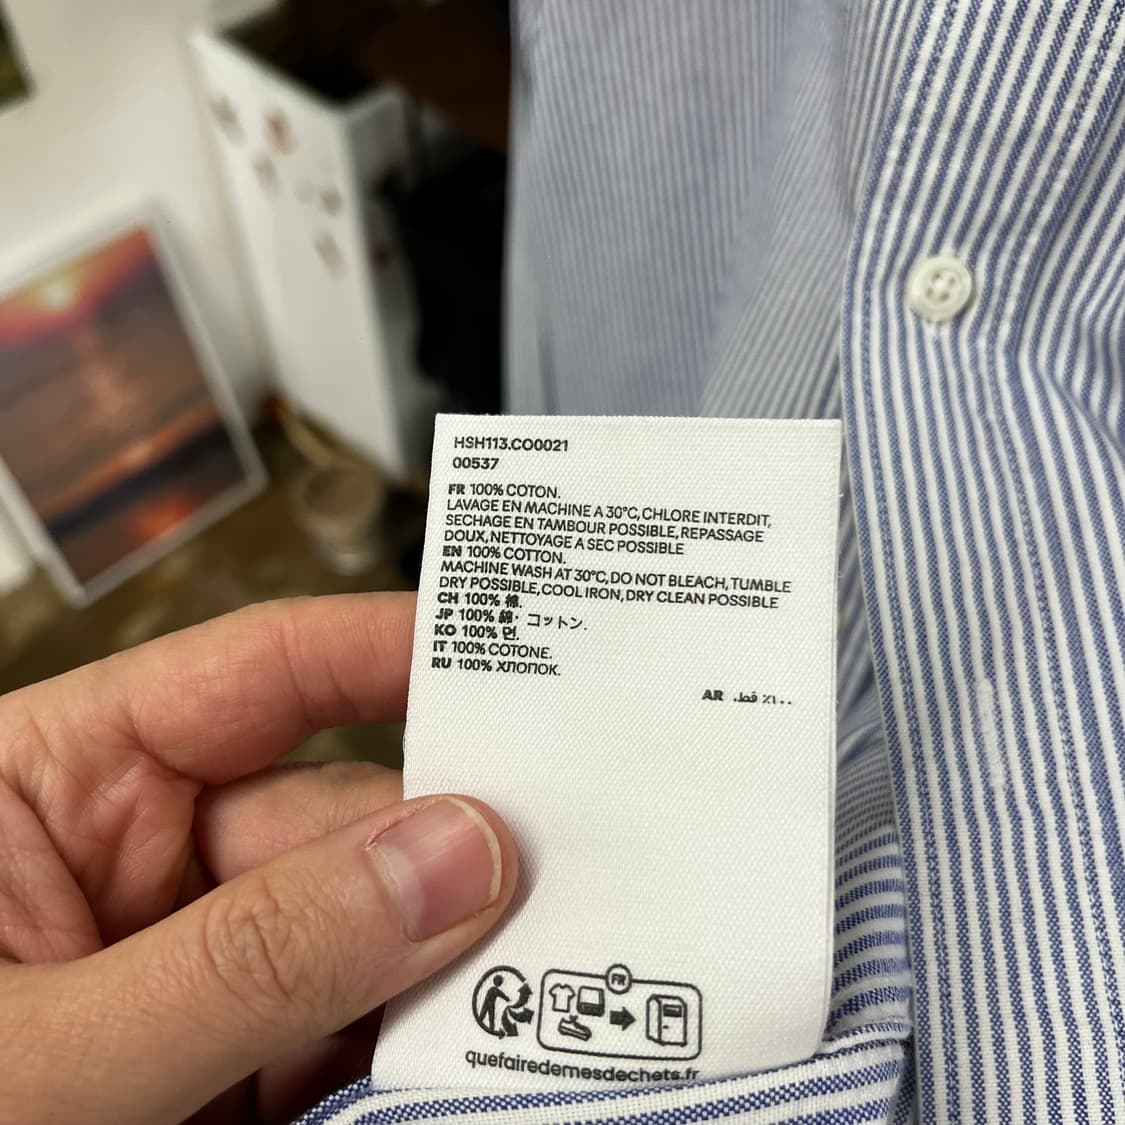 HSH113.CO0021
00537
FR 100% COTON.
LAVAGE EN MACHINE A 30°C, CHLORE INTERDIT,
SECHAGE EN TAMBOUR POSSIBLE, REPASSAGE
DOUX, NETTOYAGE A SEC POSSIBLE
EN 100% COTTON.
MACHINE WASH AT 30°C, DO NOT BLEACH, TUMBLE
DRY POSSIBLE, COOL IRON, DRY CLEAN POSSIBLE
CH 100% 棉.
JP 100% 綿・コットン.
KO 100% 면.
IT 100% COTONE.
RU 100% ХЛОПОК.
AR .قط ٪١٠٠
FR
quefairedemesdechets.fr